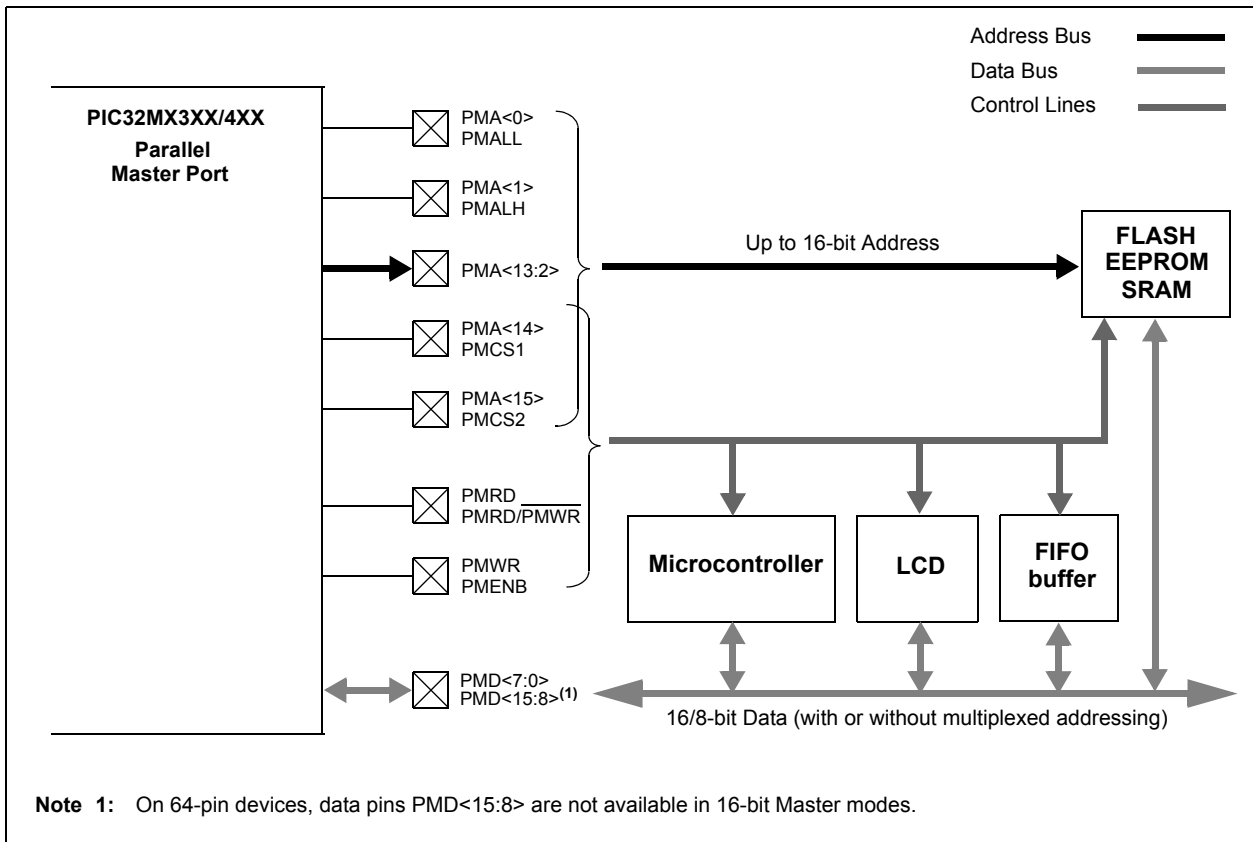 Address Bus
Data Bus
Control Lines
PIC32MX3XX/4XX
Parallel
Master Port
PMA<0>
PMALL
PMA<1>
PMALH
PMA<13:2>
PMA<14>
PMCS1
PMA<15>
PMCS2
PMRD
PMRD/PMWR
PMWR
PMENB
PMD<7:0>
PMD<15:8>(1)
Up to 16-bit Address
FLASH
EEPROM
SRAM
Microcontroller
LCD
FIFO
buffer
16/8-bit Data (with or without multiplexed addressing)
Note 1: On 64-pin devices, data pins PMD<15:8> are not available in 16-bit Master modes.